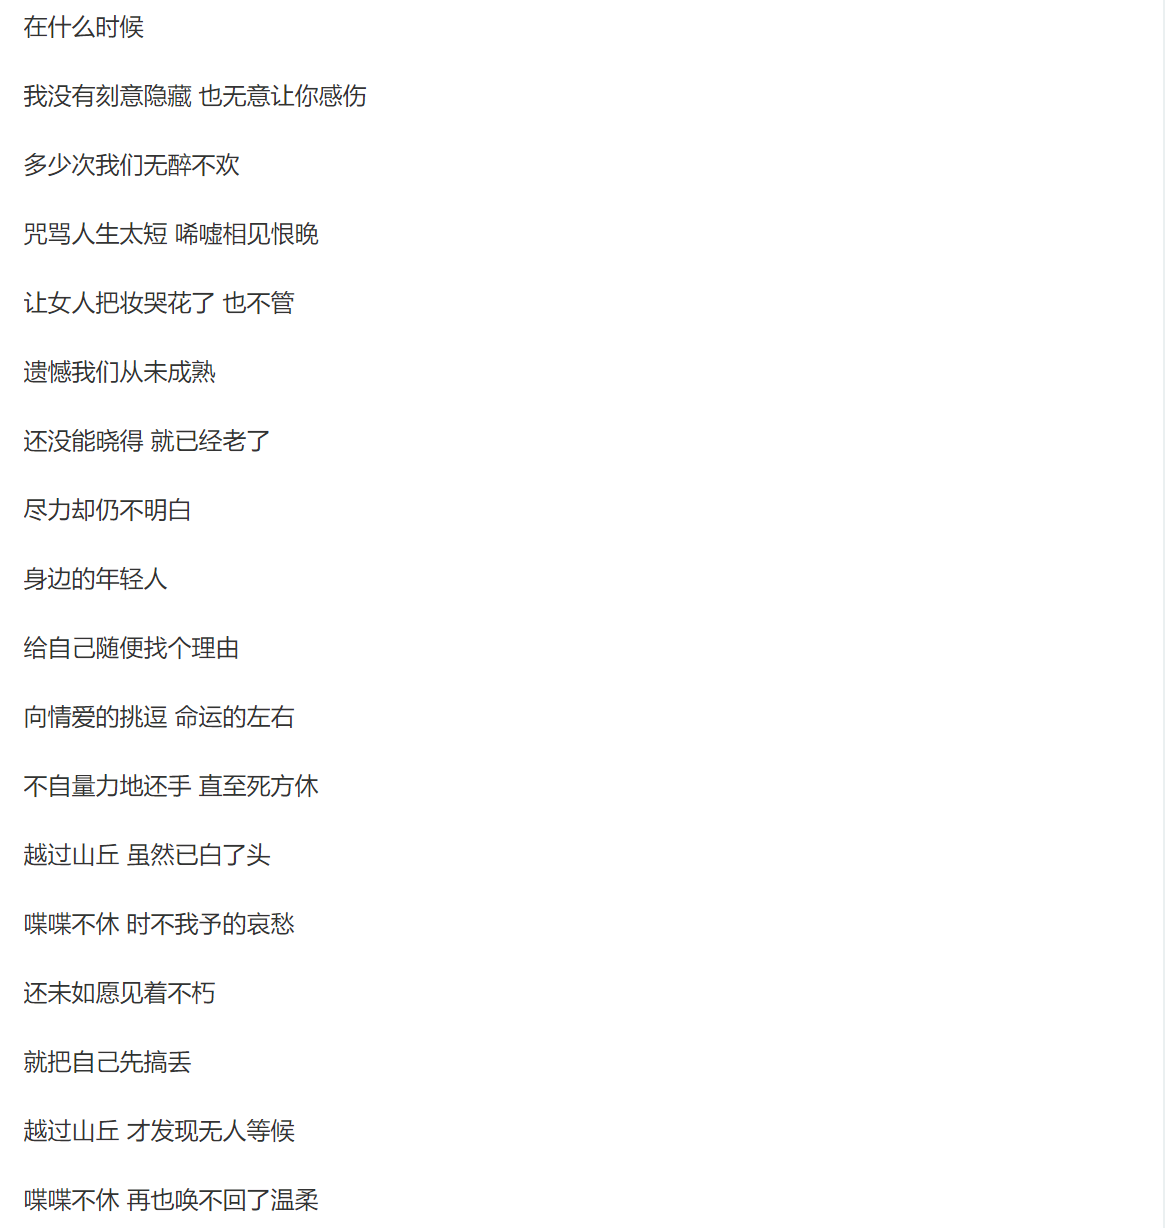 在什么时候
我没有刻意隐藏 也无意让你感伤
多少次我们无醉不欢
咒骂人生太短 唏嘘相见恨晚
让女人把妆哭花了 也不管
遗憾我们从未成熟
还没能晓得 就已经老了
尽力却仍不明白
身边的年轻人
给自己随便找个理由
向情爱的挑逗 命运的左右
不自量力地还手 直至死方休
越过山丘 虽然已白了头
喋喋不休 时不我予的哀愁
还未如愿见着不朽
就把自己先搞丢
越过山丘 才发现无人等候
喋喋不休 再也唤不回了温柔